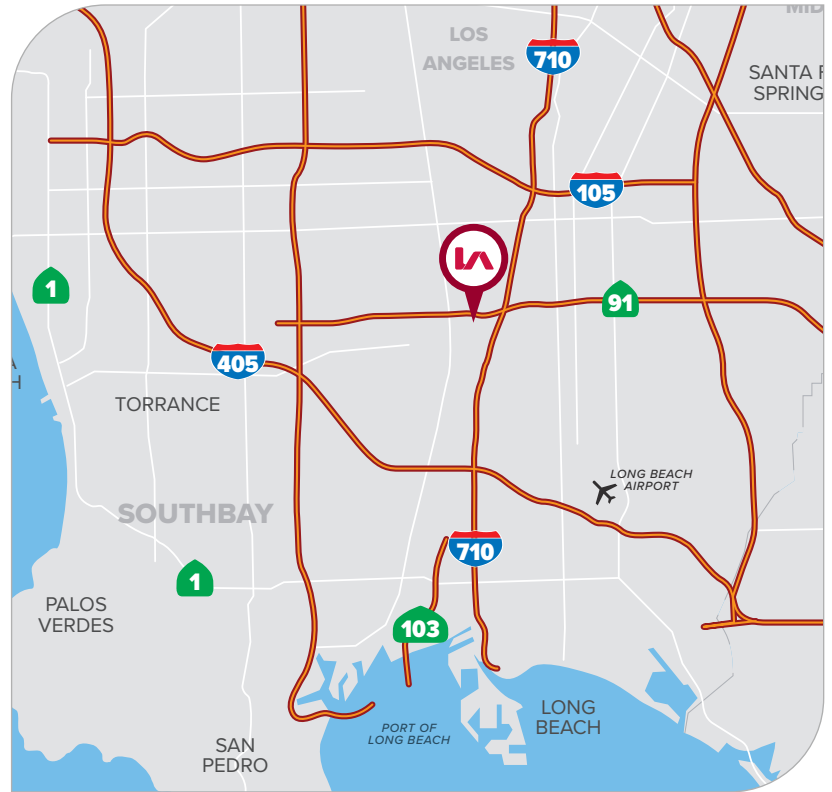 LOS
ANGELES
710
SANTA F
SPRING
105
1
91
405
TORRANCE
LONG BEACH
AIRPORT
SOUTHBAY
710
1
PALOS
VERDES
103
LONG
BEACH
PORT OF
LONG BEACH
SAN
PEDRO